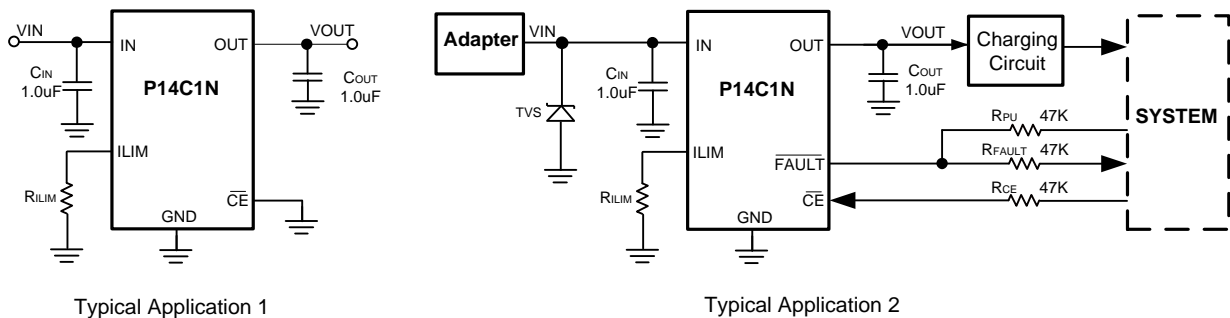 VIN
IN
OUT
VOUT
CIN
1.0uF
P14C1N
COUT
1.0uF
ILIM
RILIM
CE
GND
Typical Application 1
Adapter
VIN
IN
OUT
VOUT
Charging
Circuit
CIN
1.0uF
P14C1N
COUT
1.0uF
TVS
SYSTEM
RPU 47K
ILIM
FAULT
RFAULT 47K
RILIM
CE
RCE 47K
GND
Typical Application 2